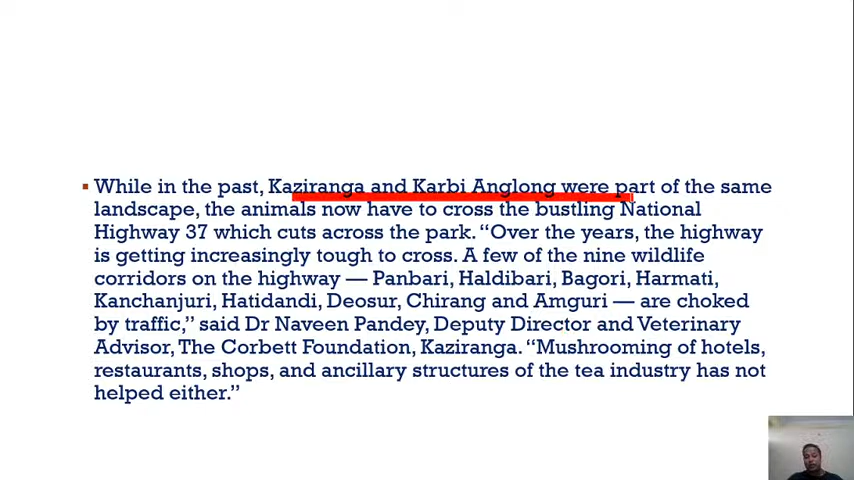 While in the past, Kaziranga and Karbi Anglong were part of the same
landscape, the animals now have to cross the bustling National
Highway 37 which cuts across the park. “Over the years, the highway
is getting increasingly tough to cross. A few of the nine wildlife
corridors on the highway — Panbari, Haldibari, Bagori, Harmati,
Kanchanjuri, Hatidandi, Deosur, Chirang and Amguri — are choked
by traffic,” said Dr Naveen Pandey, Deputy Director and Veterinary
Advisor, The Corbett Foundation, Kaziranga. “Mushrooming of hotels,
restaurants, shops, and ancillary structures of the tea industry has not
helped either.”